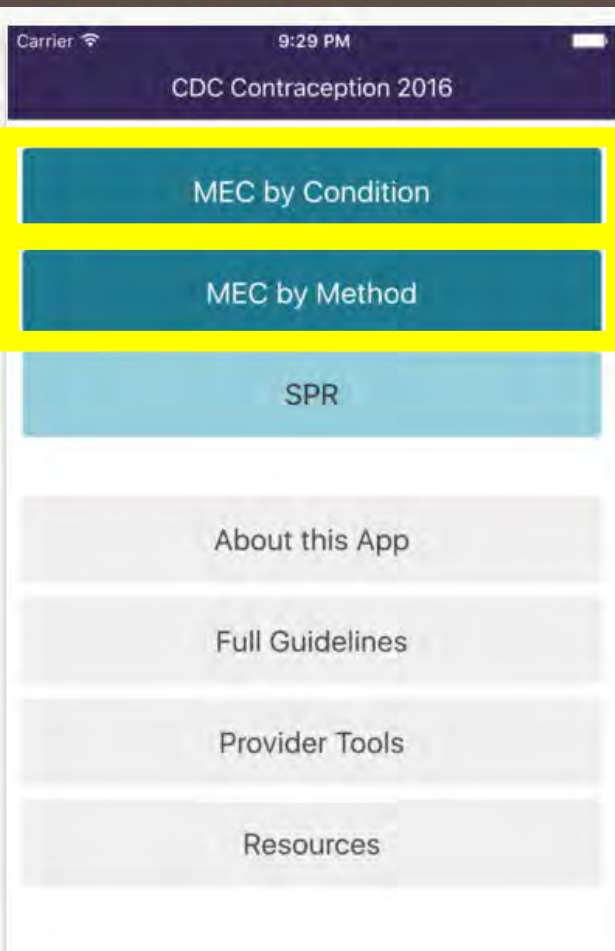 Carrier 9:29 PM
CDC Contraception 2016
MEC by Condition
MEC by Method
SPR
About this App
Full Guidelines
Provider Tools
Resources